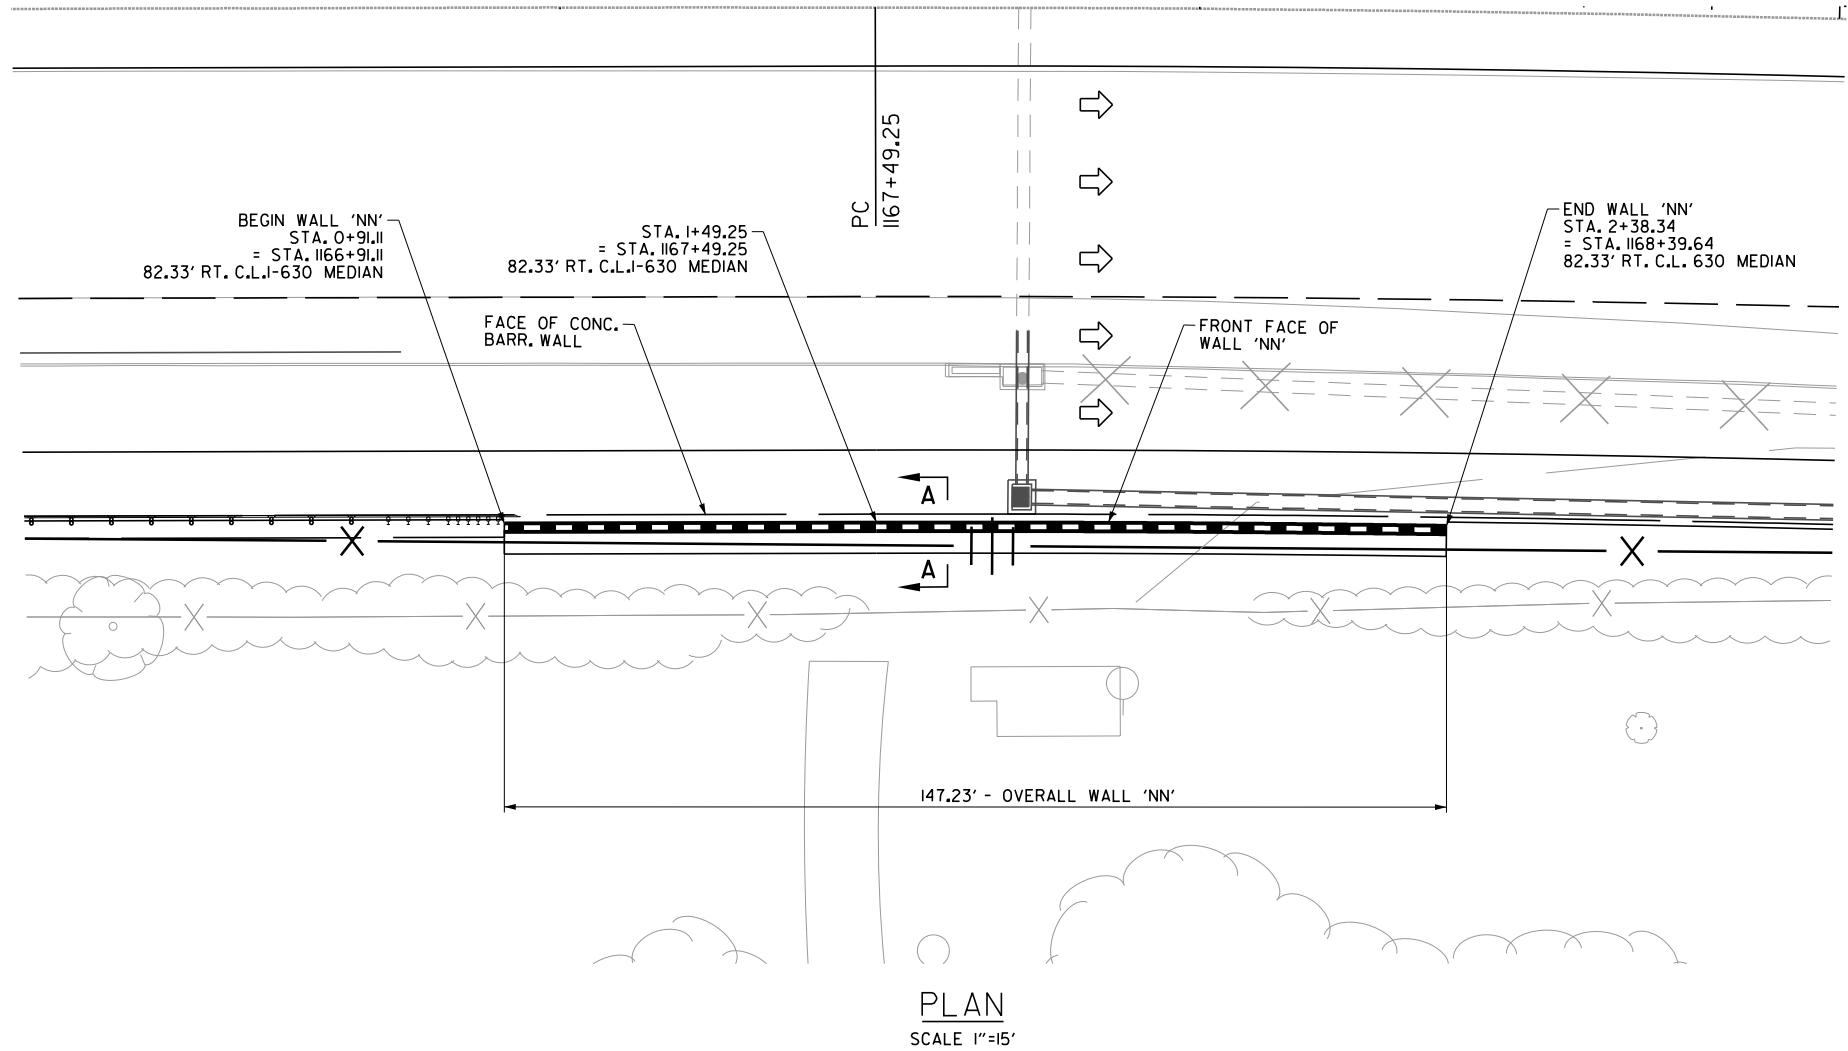 PC
1167+49.25
BEGIN WALL 'NN'
STA. 0+91.11
= STA. 1166+91.11
82.33' RT. C.L.I-630 MEDIAN
STA. 1+49.25
= STA. 1167+49.25
82.33' RT. C.L.I-630 MEDIAN
END WALL 'NN'
STA. 2+38.34
= STA. 1168+39.64
82.33' RT. C.L. 630 MEDIAN
FACE OF CONC.
BARR. WALL
FRONT FACE OF
WALL 'NN'
A
A
147.23' - OVERALL WALL 'NN'
PLAN
SCALE 1"=15'